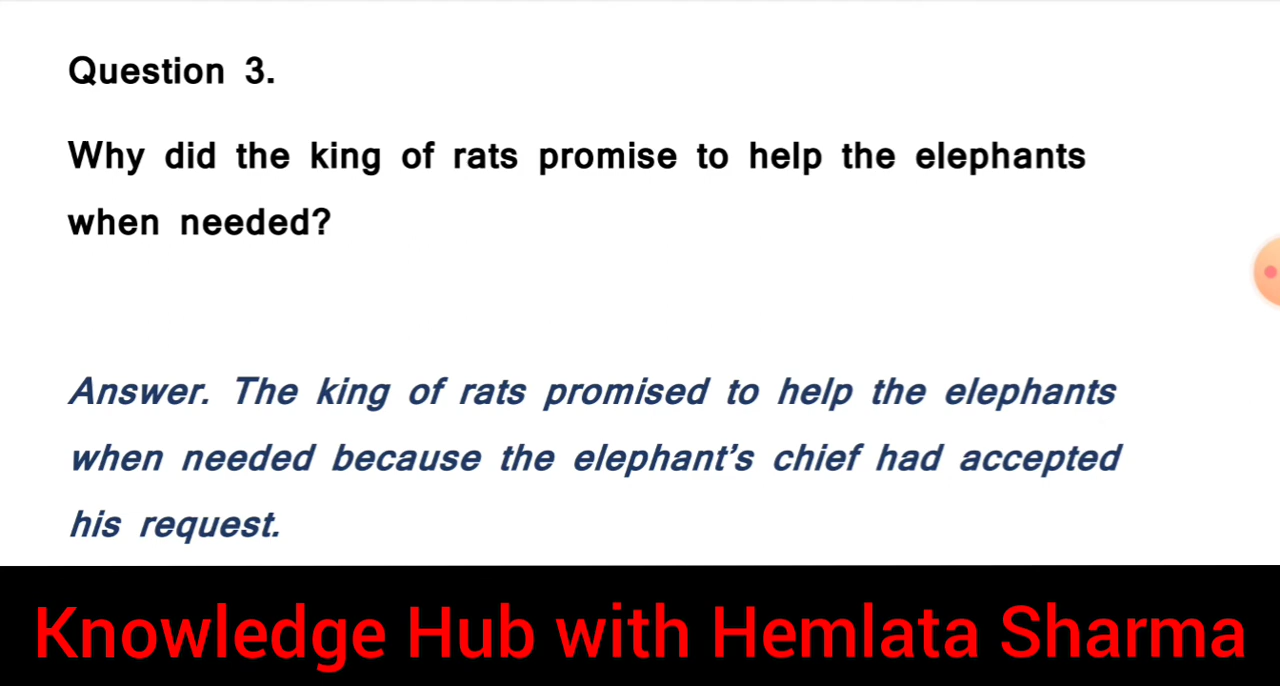 Question 3.
Why did the king of rats promise to help the elephants
when needed?
Answer. The king of rats promised to help the elephants
when needed because the elephant's chief had accepted
his request.
Knowledge Hub with Hemlata Sharma